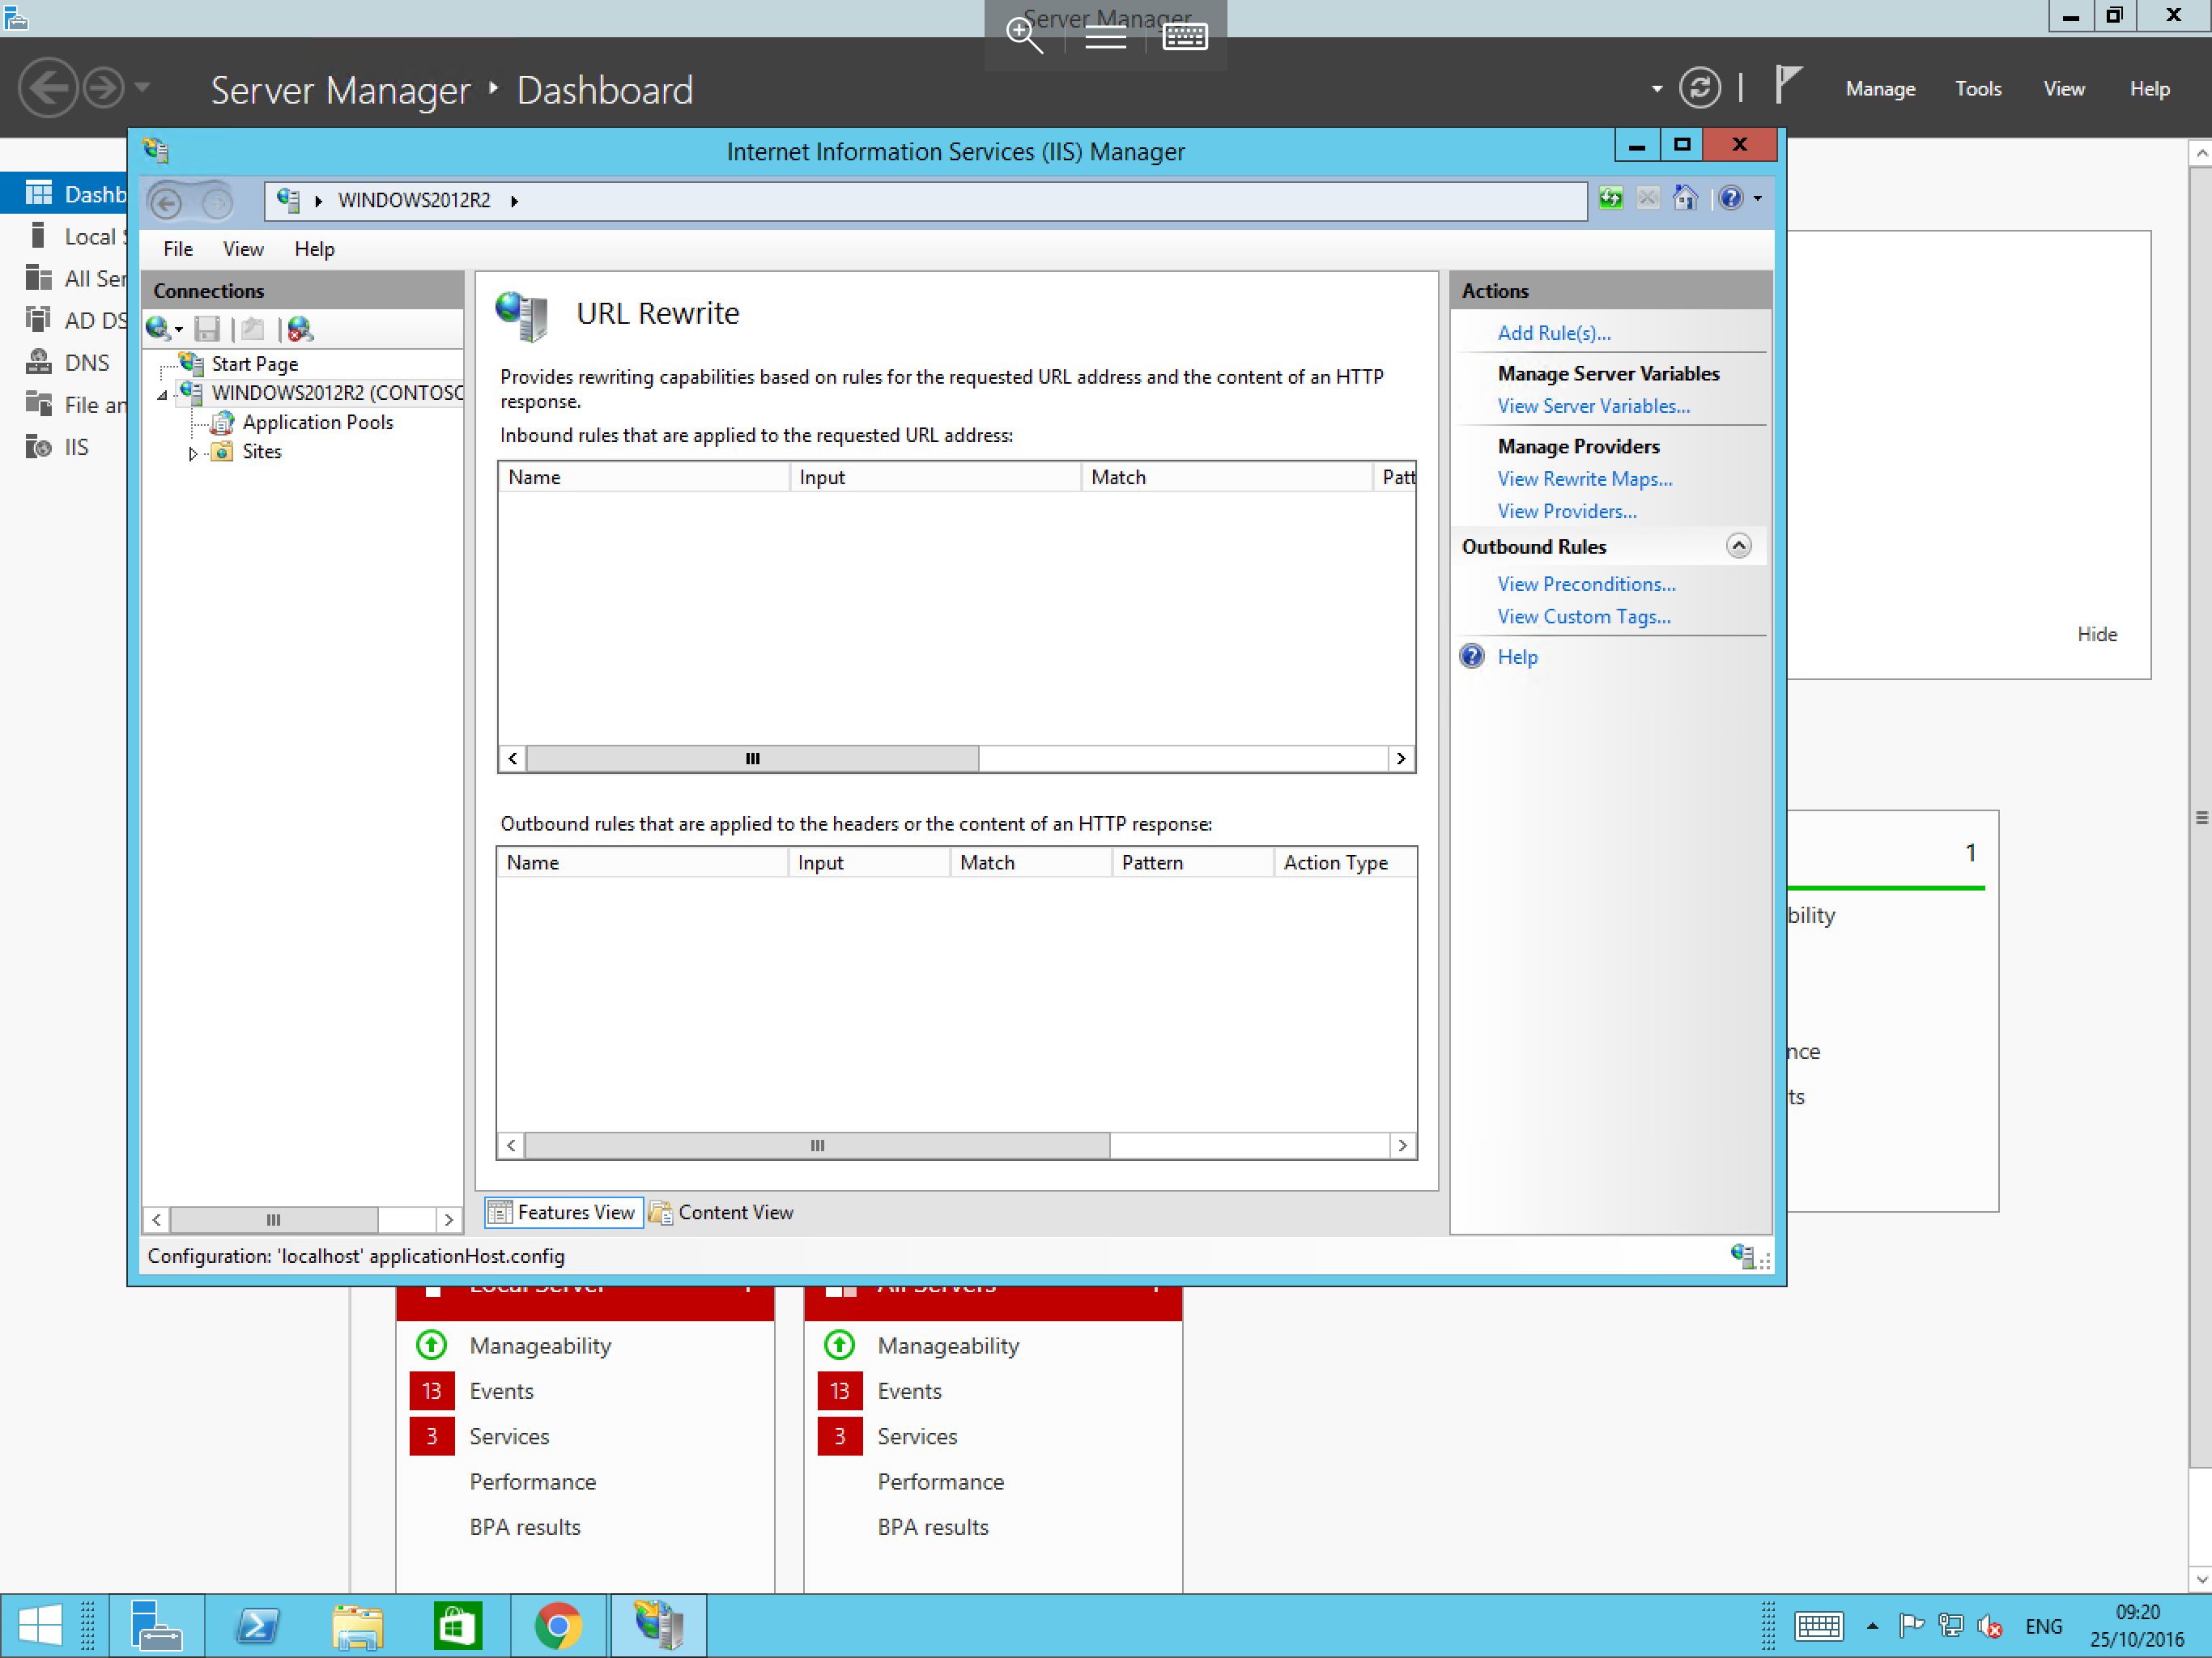 Server Manager
Server Manager ‣ Dashboard
Manage Tools View Help
Internet Information Services (IIS) Manager
WINDOWS2012R2
File View Help
Dashb
Local S
All Ser
AD DS
DNS
File an
IIS
Connections
Start Page
WINDOWS2012R2 (CONTOSO
Application Pools
Sites
URL Rewrite
Provides rewriting capabilities based on rules for the requested URL address and the content of an HTTP
response.
Inbound rules that are applied to the requested URL address:
Name Input Match Patt
Outbound rules that are applied to the headers or the content of an HTTP response:
Name Input Match Pattern Action Type
Features View Content View
Configuration: 'localhost' applicationHost.config
Actions
Add Rule(s)...
Manage Server Variables
View Server Variables...
Manage Providers
View Rewrite Maps...
View Providers...
Outbound Rules
View Preconditions...
View Custom Tags...
Help
Hide
1
bility
nce
ts
Local Server 1
Manageability
13 Events
3 Services
Performance
BPA results
All Servers 1
Manageability
13 Events
3 Services
Performance
BPA results
ENG
09:20
25/10/2016